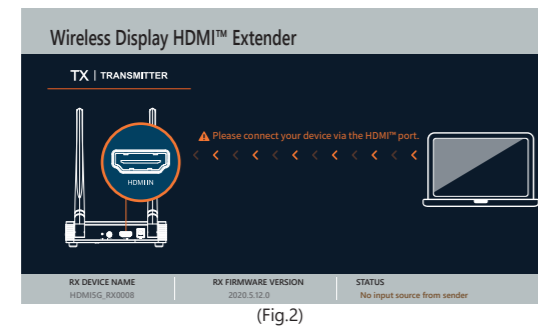 Wireless Display HDMI™ Extender
TX | TRANSMITTER
Please connect your device via the HDMI™ port.
HDMI IN
RX DEVICE NAME
HDMI5G_RX0008
RX FIRMWARE VERSION
2020.5.12.0
STATUS
No input source from sender
(Fig.2)